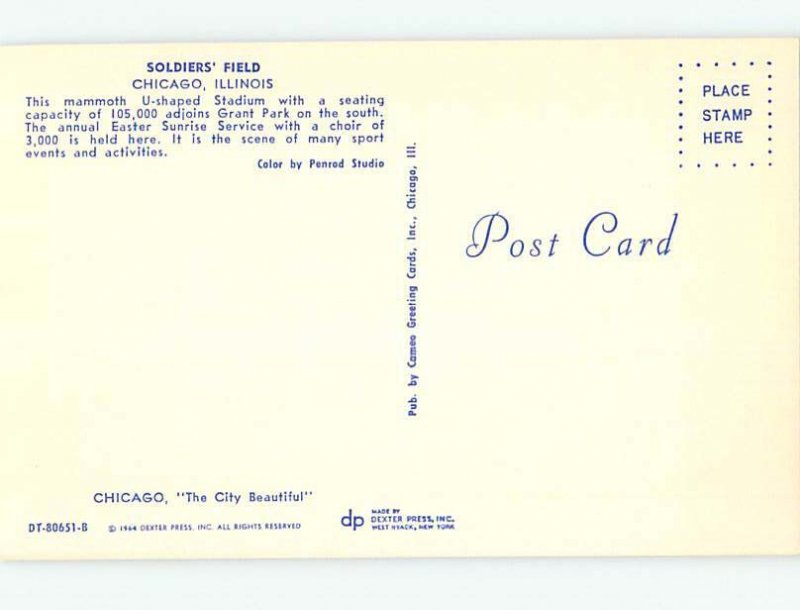 SOLDIERS' FIELD
CHICAGO, ILLINOIS
This mammoth U-shaped Stadium with a seating
capacity of 105,000 adjoins Grant Park on the south.
The annual Easter Sunrise Service with a choir of
3,000 is held here. It is the scene of many sport
events and activities.
Color by Penrod Studio
Pub. by Cameo Greeting Cards, Inc., Chicago, Ill.
PLACE
STAMP
HERE
Post Card
CHICAGO, "The City Beautiful"
DT-80651-B
© 1964 DEXTER PRESS, INC. ALL RIGHTS RESERVED
dp
MADE BY
DEXTER PRESS, INC.
WEST NYACK, NEW YORK